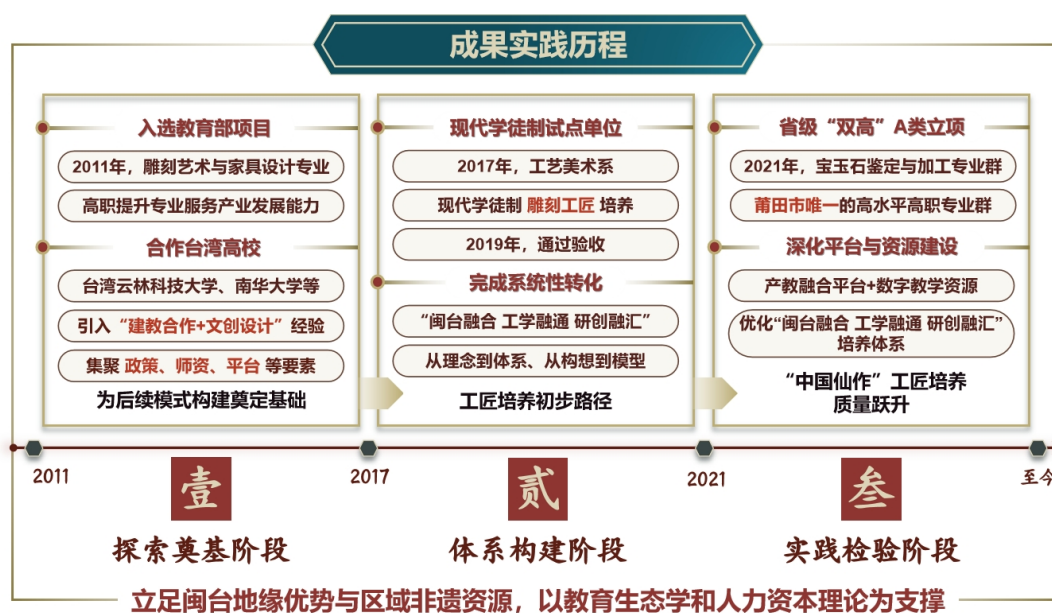 成果实践历程
入选教育部项目
2011年，雕刻艺术与家具设计专业
高职提升专业服务产业发展能力
合作台湾高校
台湾云林科技大学、南华大学等
引入“建教合作+文创设计”经验
集聚 政策、师资、平台 等要素
为后续模式构建奠定基础
现代学徒制试点单位
2017年，工艺美术系
现代学徒制 雕刻工匠 培养
2019年，通过验收
完成系统性转化
“闽台融合 工学融通 研创融汇”
从理念到体系、从构想到模型
工匠培养初步路径
省级“双高”A类立项
2021年，宝玉石鉴定与加工专业群
莆田市唯一的高水平高职专业群
深化平台与资源建设
产教融合平台+数字教学资源
优化“闽台融合 工学融通 研创融汇”
培养体系
“中国仙作”工匠培养
质量跃升
2011
2017
2021
至今
壹
贰
叁
探索奠基阶段
体系构建阶段
实践检验阶段
立足闽台地缘优势与区域非遗资源，以教育生态学和人力资本理论为支撑